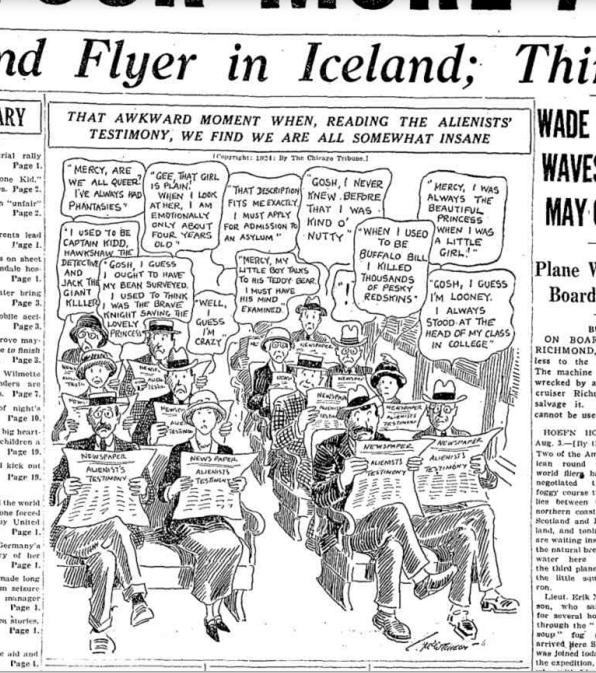 nd Flyer in Iceland; Thi
ARY
rial rally
Page 1.
one Kid."
Page 2.
"unfair"
Page 2.
rents lead
Page 1.
s on sheet
ndale hos-
Page 1.
ater bring
Page 3.
obile acci-
Page 3.
rove may-
e to finish
Page 3.
Wilmette
Page 7.
of night's
Page 10.
big heart-
children a
Page 19.
I kick out
Page 19.
the world
one forced
by United
Page 1.
Germany's
ry of her
Page 1.
made long
m seizure
manager
Page 1.
n stories.
Page 1.
e aid and
Page 1.
THAT AWKWARD MOMENT WHEN, READING THE ALIENISTS'
TESTIMONY, WE FIND WE ARE ALL SOMEWHAT INSANE
[Copyright: 1924: By The Chicago Tribune.]
"MERCY, ARE
WE ALL QUEER!
I'VE ALWAYS HAD
PHANTASIES"
"GEE, THAT GIRL
IS PLAIN!
WHEN I LOOK
AT HER, I AM
EMOTIONALLY
ONLY ABOUT
FOUR YEARS
OLD"
"THAT DESCRIPTION
FITS ME EXACTLY.
I MUST APPLY
FOR ADMISSION TO
AN ASYLUM"
"GOSH, I NEVER
KNEW BEFORE
THAT I WAS
KIND O'
NUTTY"
"MERCY, I WAS
ALWAYS THE
BEAUTIFUL
PRINCESS
WHEN I WAS
A LITTLE
GIRL!"
"I USED TO BE
CAPTAIN KIDD,
HAWKSHAW THE
DETECTIVE
AND
JACK THE
GIANT
KILLER"
"GOSH, I GUESS
I OUGHT TO HAVE
MY BEAN SURVEYED.
I USED TO THINK
I WAS THE BRAVE
KNIGHT SAVING THE
LOVELY
PRINCESS"
"WELL,
I
GUESS
I'M
CRAZY"
"MERCY, MY
LITTLE BOY TALKS
TO HIS TEDDY BEAR.
I MUST HAVE
HIS MIND
EXAMINED."
"!"
"WHEN I USED
TO BE
BUFFALO BILL
I KILLED
THOUSANDS
OF PESKY
REDSKINS"
"GOSH, I GUESS
I'M LOONEY.
I ALWAYS
STOOD AT THE
HEAD OF MY CLASS
IN COLLEGE"
NEWSPAPER
ALIENISTS
TESTIMONY
NEWS PAPER
ALIENISTS
TESTIMONY
NEWSPAPER
ALIENISTS
TESTIMONY
NEWSPAPER
ALIENISTS
TESTIMONY
WADE
WAVES
MAY
Plane W
Board
ON BOAR
RICHMOND,
less to the
The machine
wrecked by a
cruiser Rich
salvage it.
cannot be use
HOEFN HO
Aug. 3.—[By t
Two of the Am
ican round
world fliers h
negotiated t
foggy course t
lies between
northern coast
Scotland and I
land, and toni
are waiting in
the natural bre
water here
the third plane
the little squ
ron.
Lieut. Erik N
son, who sa
for several ho
through the "
soup" fog
arrived here S
was joined toda
the expedition,